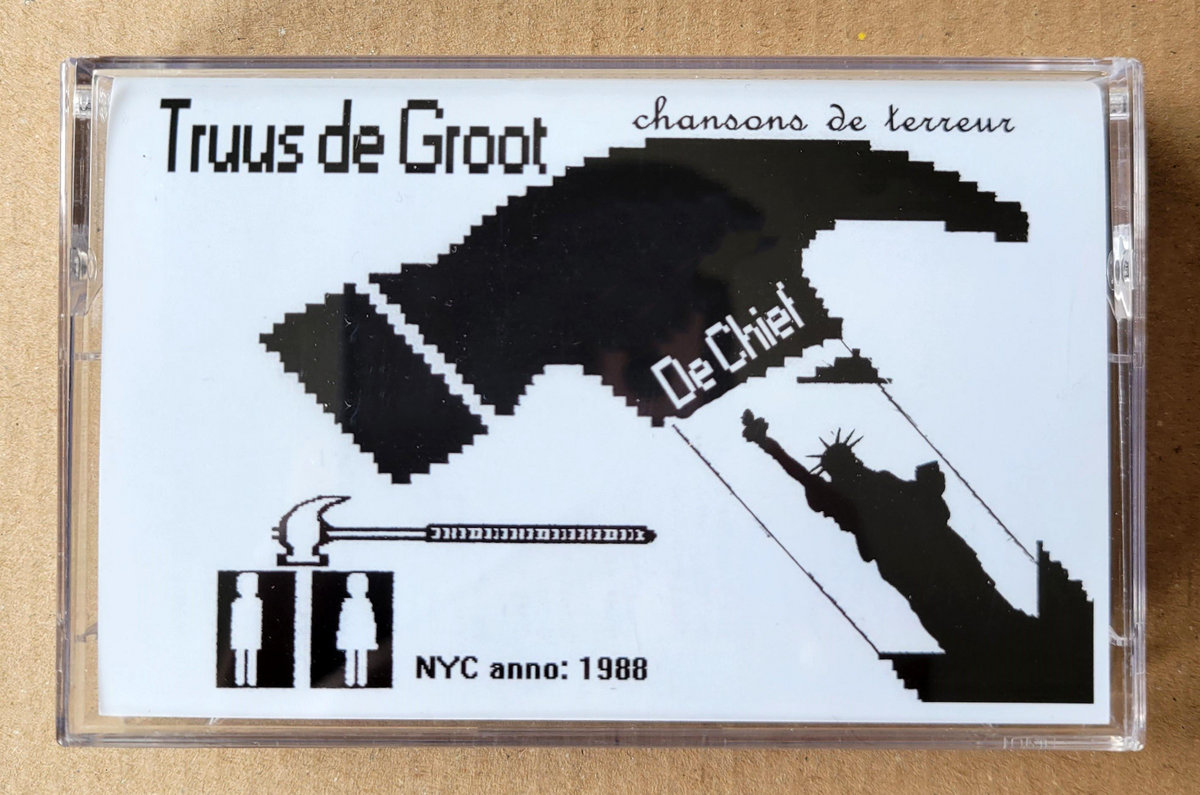 Truus de Groot
chansons de terreur
De Chief
NYC anno: 1988